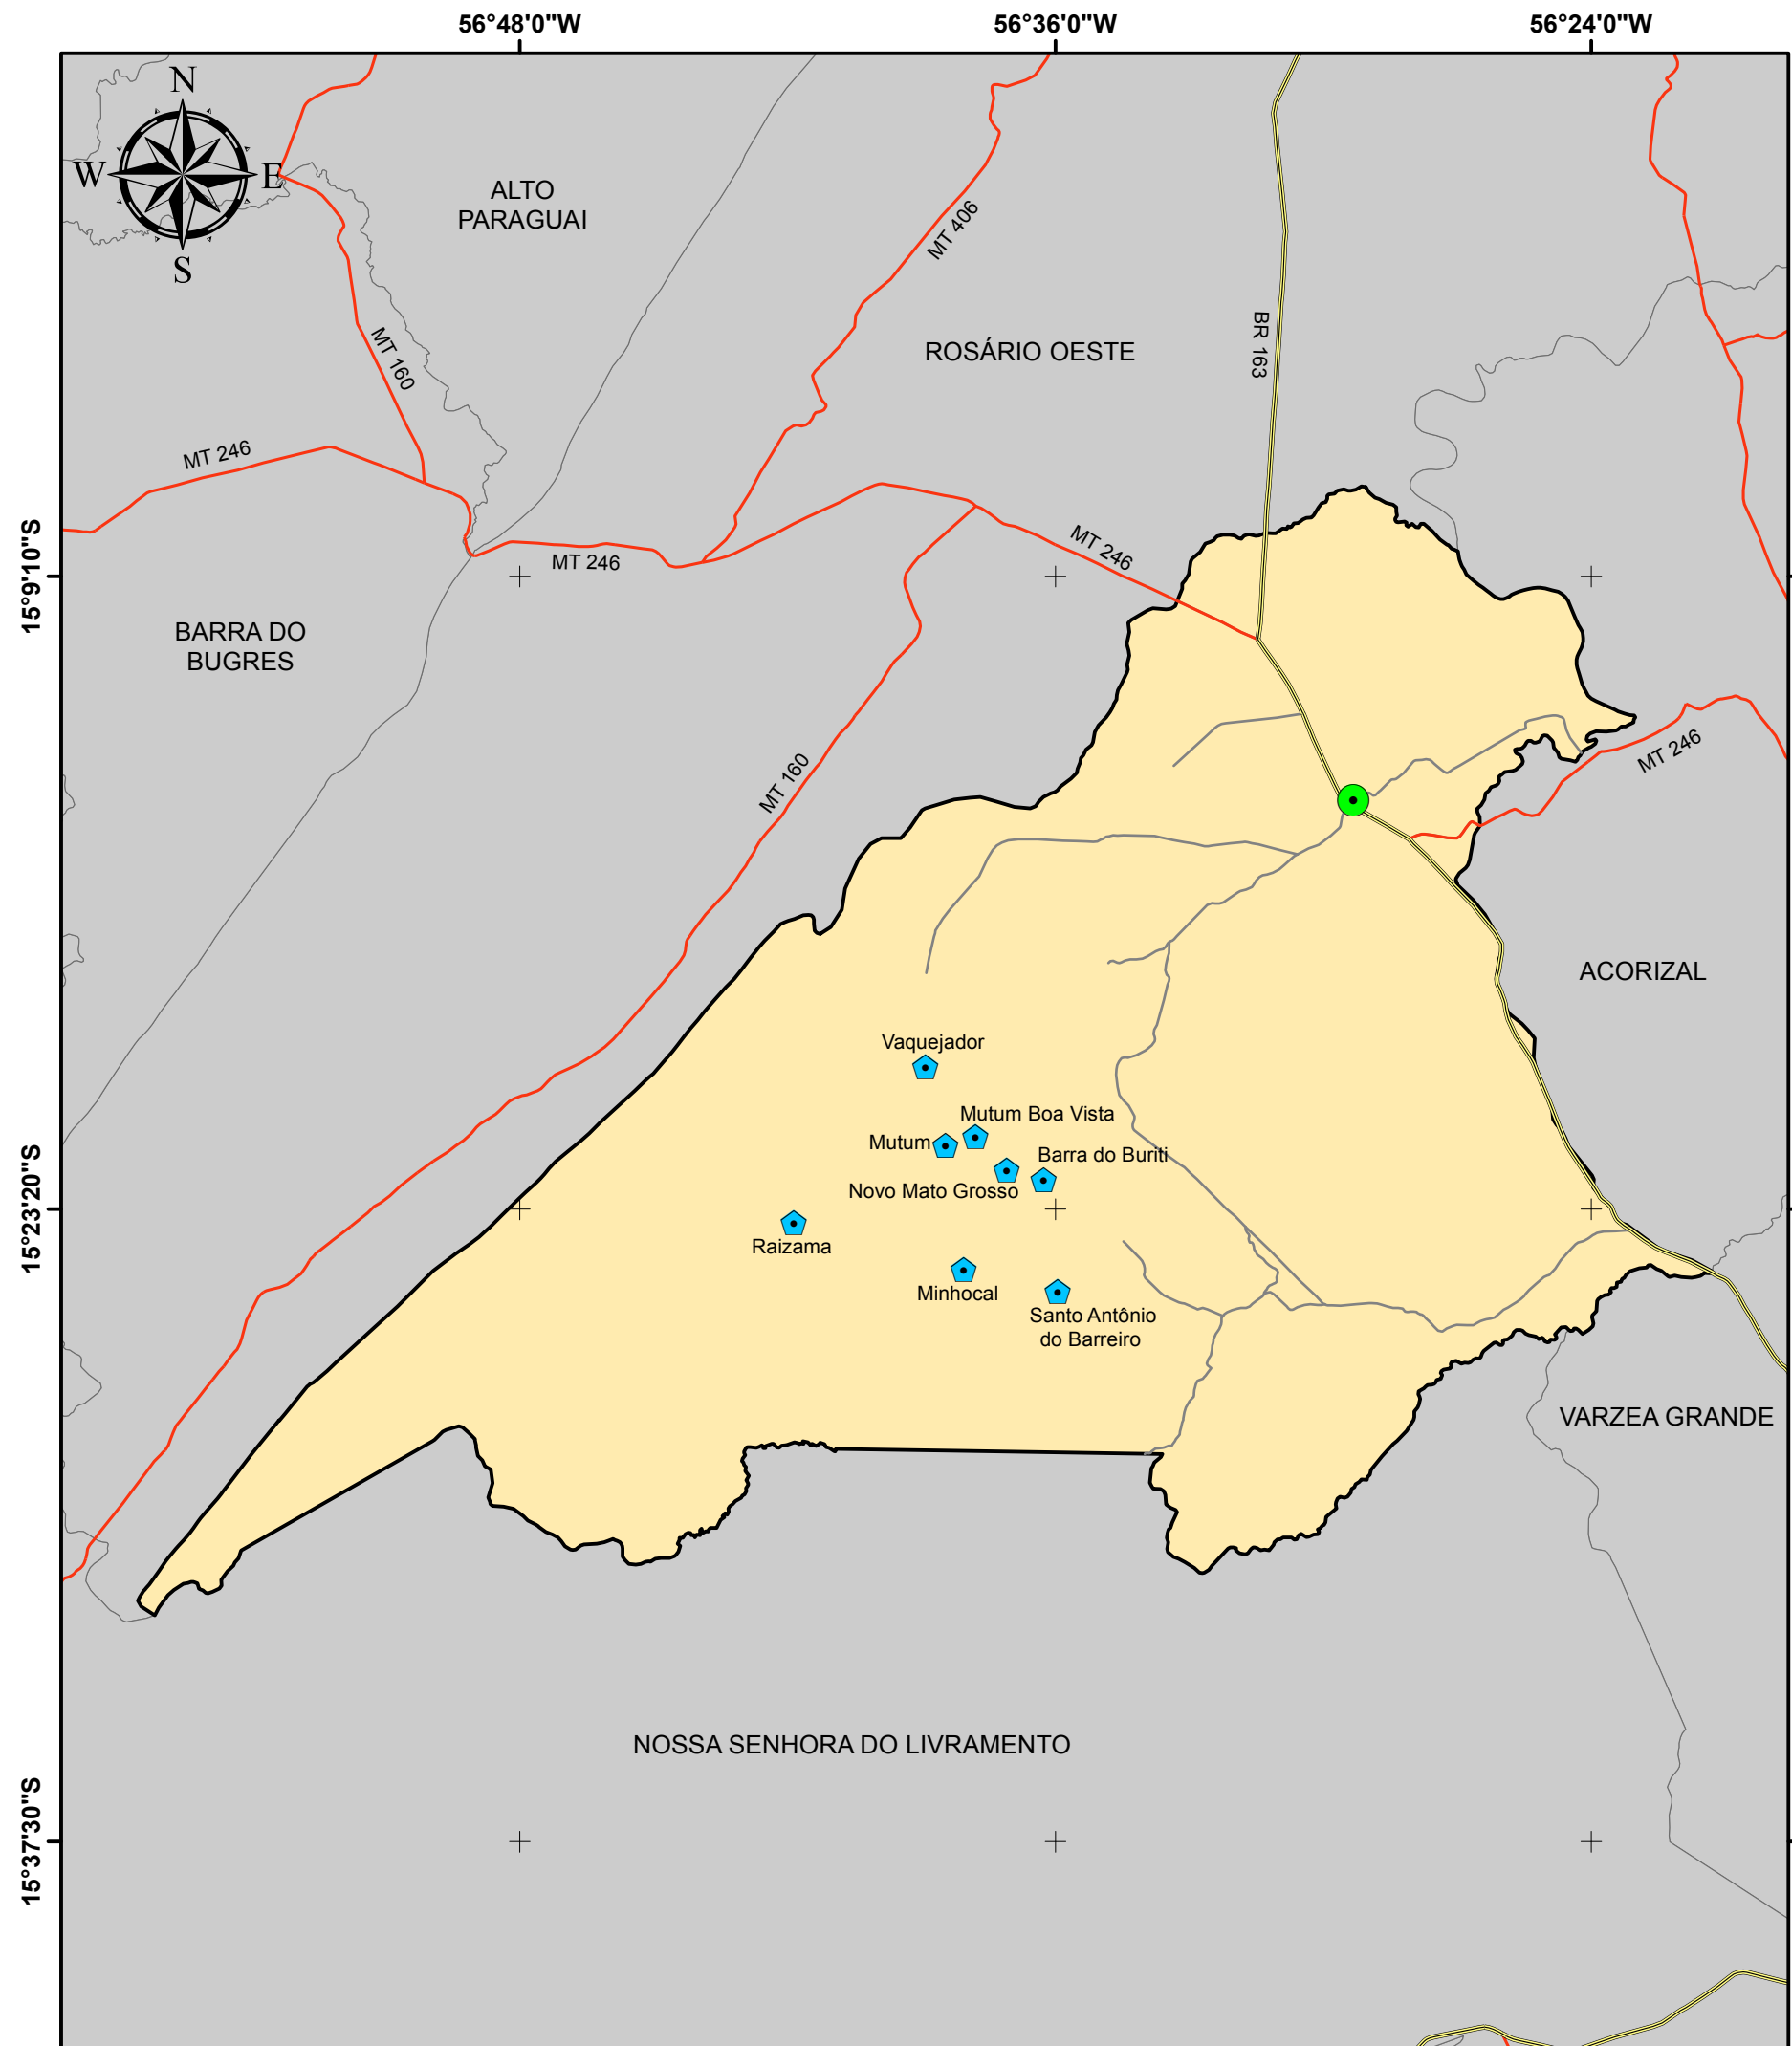 56°48'0"W
56°36'0"W
56°24'0"W
N
W
E
S
ALTO
PARAGUAI
MT 406
BR 163
MT 160
ROSÁRIO OESTE
MT 246
MT 246
MT 246
15°9'10"S
BARRA DO
BUGRES
MT 246
MT 160
ACORIZAL
Vaquejador
Mutum Boa Vista
Mutum
Barra do Buriti
Novo Mato Grosso
15°23'20"S
Raizama
Minhocal
Santo Antônio
do Barreiro
VARZEA GRANDE
NOSSA SENHORA DO LIVRAMENTO
15°37'30"S